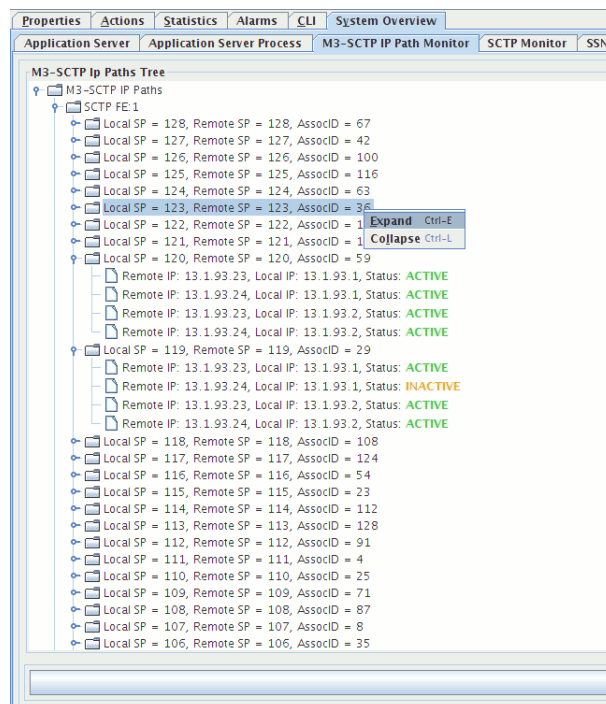 Properties Actions Statistics Alarms CLI System Overview
Application Server Application Server Process M3-SCTP IP Path Monitor SCTP Monitor SSN
M3-SCTP Ip Paths Tree
M3-SCTP IP Paths
SCTP FE:1
Local SP = 128, Remote SP = 128, AssocID = 67
Local SP = 127, Remote SP = 127, AssocID = 42
Local SP = 126, Remote SP = 126, AssocID = 100
Local SP = 125, Remote SP = 125, AssocID = 116
Local SP = 124, Remote SP = 124, AssocID = 63
Local SP = 123, Remote SP = 123, AssocID = 36
Expand Ctrl-E
Local SP = 122, Remote SP = 122, AssocID = 1
Collapse Ctrl-L
Local SP = 121, Remote SP = 121, AssocID = 1
Local SP = 120, Remote SP = 120, AssocID = 59
Remote IP: 13.1.93.23, Local IP: 13.1.93.1, Status: ACTIVE
Remote IP: 13.1.93.24, Local IP: 13.1.93.1, Status: ACTIVE
Remote IP: 13.1.93.23, Local IP: 13.1.93.2, Status: ACTIVE
Remote IP: 13.1.93.24, Local IP: 13.1.93.2, Status: ACTIVE
Local SP = 119, Remote SP = 119, AssocID = 29
Remote IP: 13.1.93.23, Local IP: 13.1.93.1, Status: ACTIVE
Remote IP: 13.1.93.24, Local IP: 13.1.93.1, Status: INACTIVE
Remote IP: 13.1.93.23, Local IP: 13.1.93.2, Status: ACTIVE
Remote IP: 13.1.93.24, Local IP: 13.1.93.2, Status: ACTIVE
Local SP = 118, Remote SP = 118, AssocID = 108
Local SP = 117, Remote SP = 117, AssocID = 124
Local SP = 116, Remote SP = 116, AssocID = 54
Local SP = 115, Remote SP = 115, AssocID = 23
Local SP = 114, Remote SP = 114, AssocID = 112
Local SP = 113, Remote SP = 113, AssocID = 128
Local SP = 112, Remote SP = 112, AssocID = 91
Local SP = 111, Remote SP = 111, AssocID = 4
Local SP = 110, Remote SP = 110, AssocID = 25
Local SP = 109, Remote SP = 109, AssocID = 71
Local SP = 108, Remote SP = 108, AssocID = 87
Local SP = 107, Remote SP = 107, AssocID = 8
Local SP = 106, Remote SP = 106, AssocID = 35